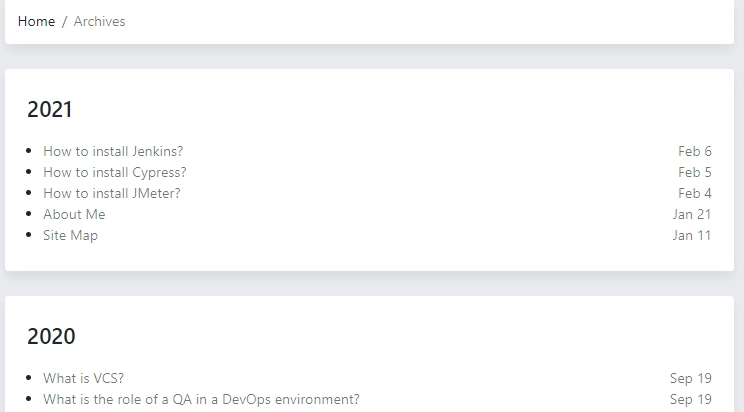 Home / Archives
2021
How to install Jenkins? Feb 6
How to install Cypress? Feb 5
How to install JMeter? Feb 4
About Me Jan 21
Site Map Jan 11
2020
What is VCS? Sep 19
What is the role of a QA in a DevOps environment? Sep 19